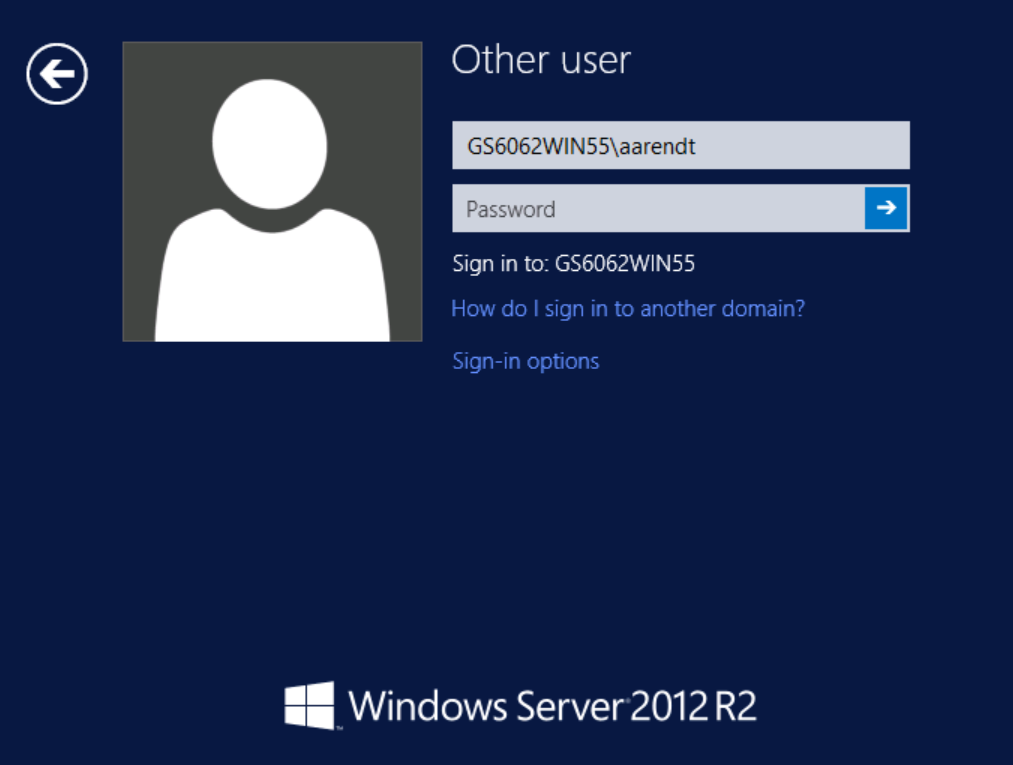 Other user
GS6062WIN55\aarendt
Password
Sign in to: GS6062WIN55
How do I sign in to another domain?
Sign-in options
Windows Server 2012 R2